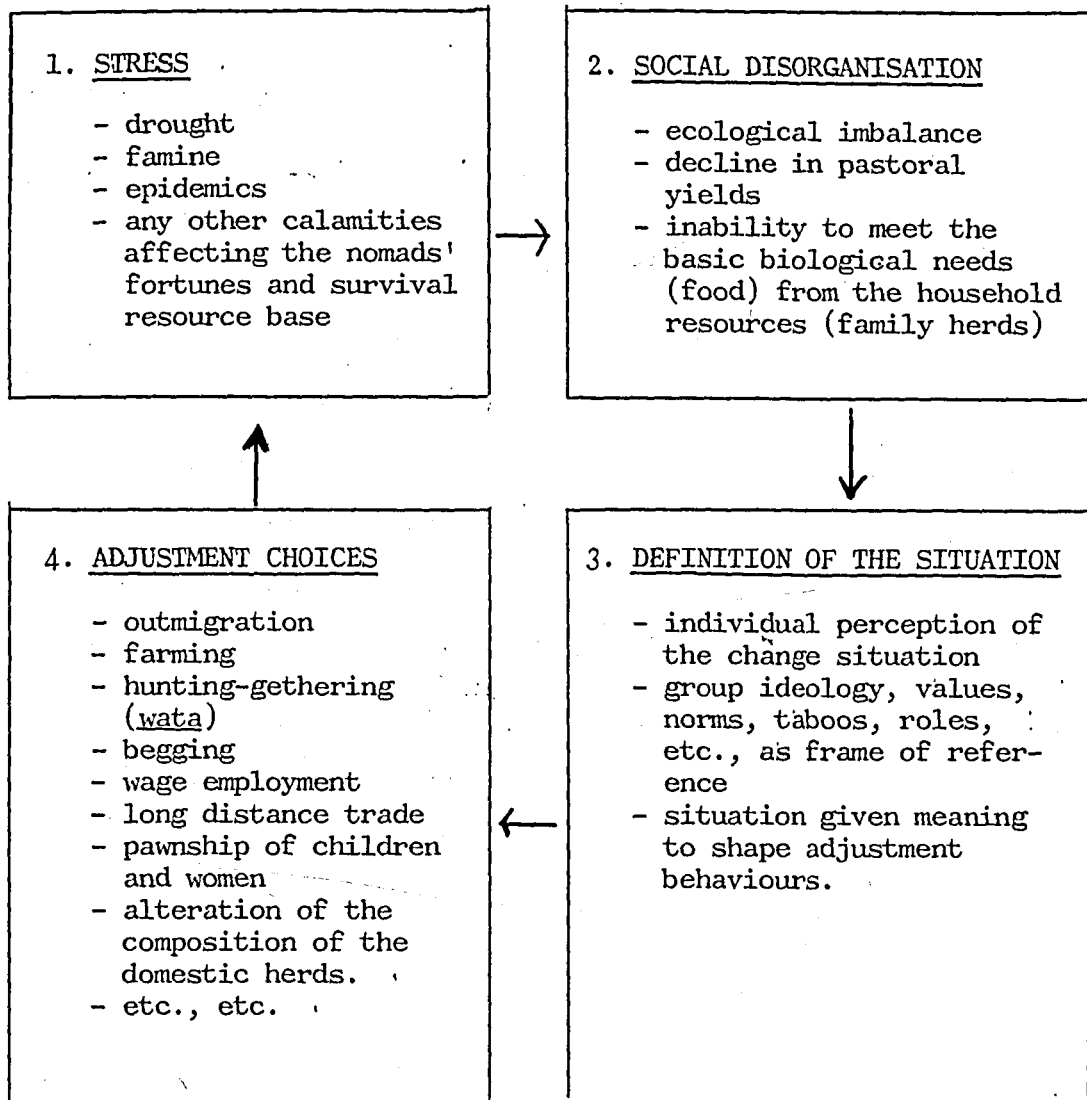 1. STRESS
- drought
- famine
- epidemics
- any other calamities
affecting the nomads'
fortunes and survival
resource base
2. SOCIAL DISORGANISATION
- ecological imbalance
- decline in pastoral
yields
- inability to meet the
basic biological needs
(food) from the household
resources (family herds)
3. DEFINITION OF THE SITUATION
- individual perception of
the change situation
- group ideology, values,
norms, taboos, roles,
etc., as frame of refer-
ence
- situation given meaning
to shape adjustment
behaviours.
4. ADJUSTMENT CHOICES
- outmigration
- farming
- hunting-gethering
(wata)
- begging
- wage employment
- long distance trade
- pawnship of children
and women
- alteration of the
composition of the
domestic herds.
- etc., etc.